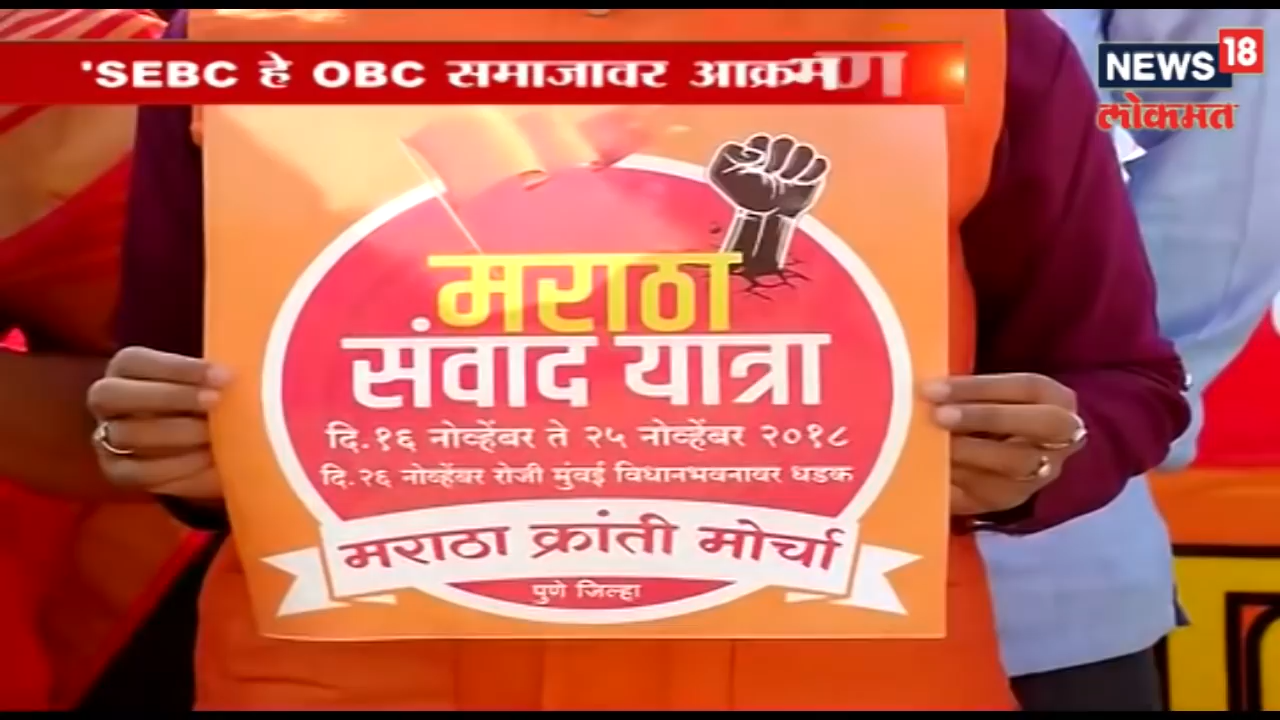 'SEBC हे OBC समाजावर आक्रमण
NEWS 18
लोकमत
मराठा
संवाद यात्रा
दि.१६ नोव्हेंबर ते २५ नोव्हेंबर २०१८
दि.२६ नोव्हेंबर रोजी मुंबई विधानभवनावर धडक
मराठा क्रांती मोर्चा
पुणे जिल्हा